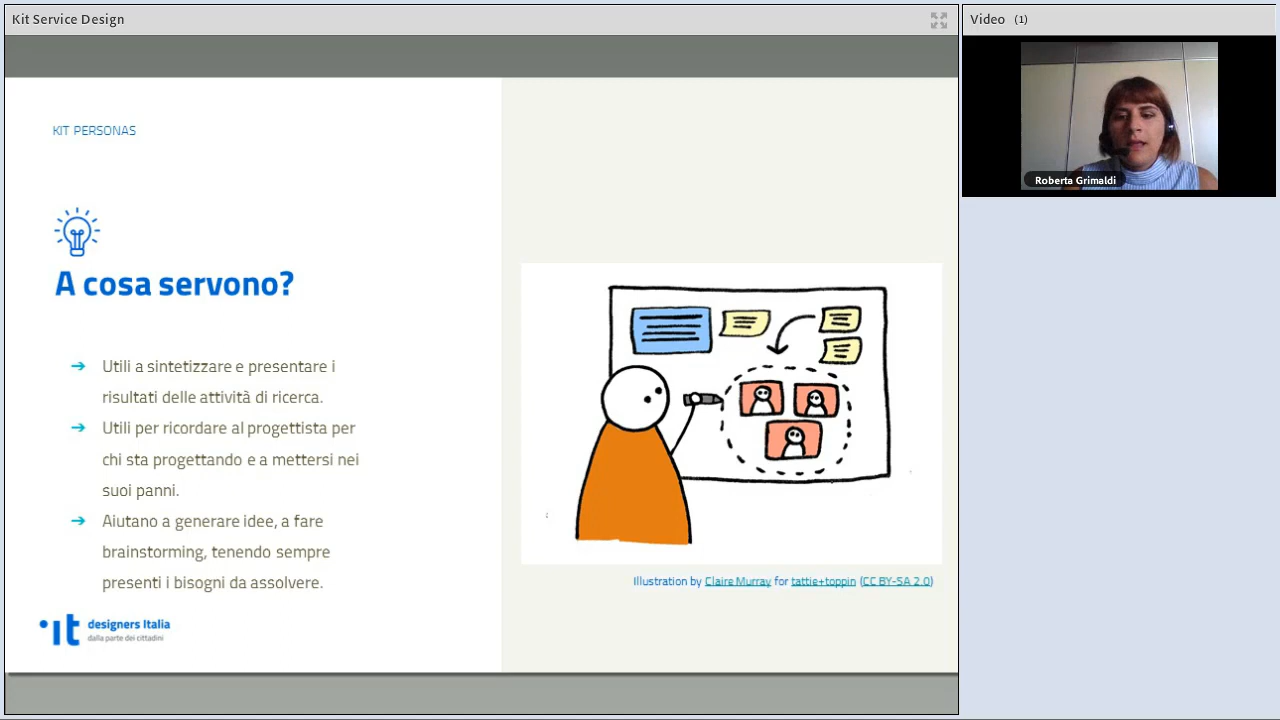 Kit Service Design
Video (1)
Roberta Grimaldi
KIT PERSONAS
A cosa servono?
➔ Utili a sintetizzare e presentare i
risultati delle attività di ricerca.
➔ Utili per ricordare al progettista per
chi sta progettando e a mettersi nei
suoi panni.
➔ Aiutano a generare idee, a fare
brainstorming, tenendo sempre
presenti i bisogni da assolvere.
Illustration by Claire Murray for tattie+toppin (CC BY-SA 2.0)
it designers Italia
dalla parte dei cittadini